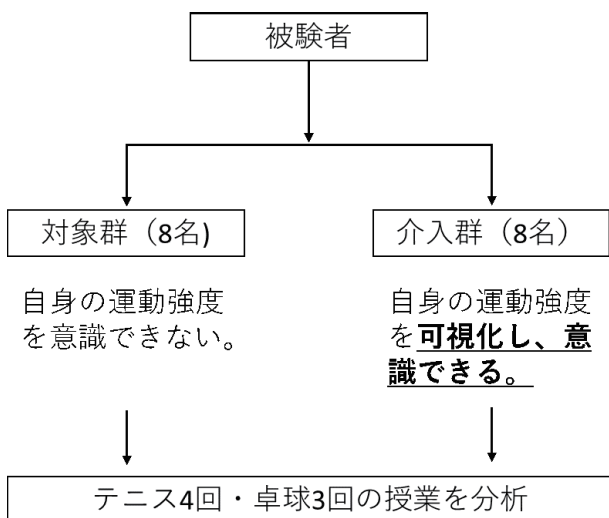 被験者
対象群（8名)
介入群（8名）
自身の運動強度
を意識できない。
自身の運動強度
を可視化し、意
識できる。
テニス4回・卓球3回の授業を分析